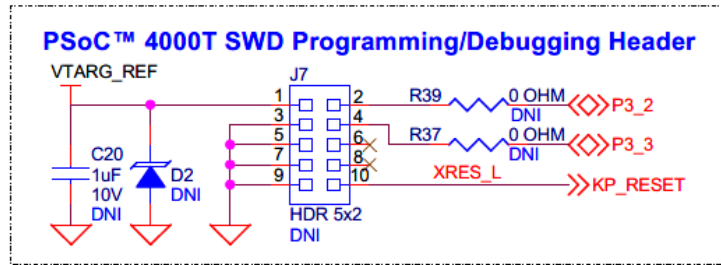 PSoC™ 4000T SWD Programming/Debugging Header
VTARG_REF
J7
1 2 R39 0 OHM P3_2
DNI
3 4 R37 0 OHM P3_3
DNI
5 6
7 8
9 10 XRES_L KP_RESET
C20
1uF
10V
DNI
D2
DNI
HDR 5x2
DNI